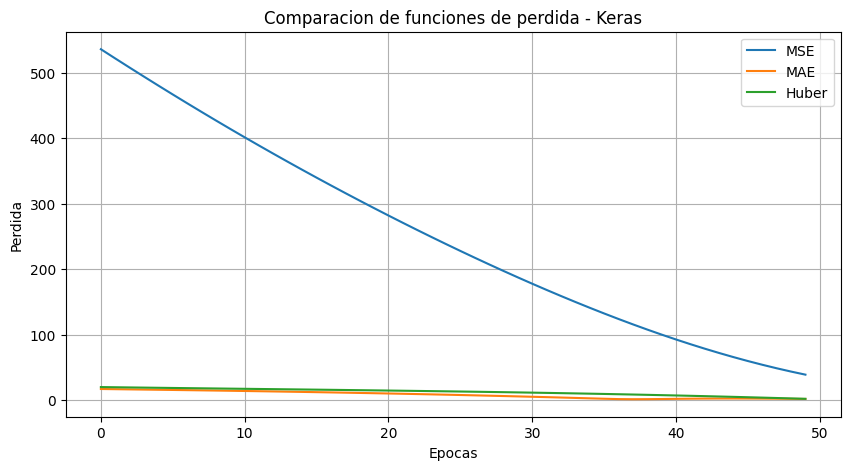 Comparacion de funciones de perdida - Keras
MSE
MAE
Huber
500
400
300
200
100
0
Perdida
0 10 20 30 40 50
Epocas